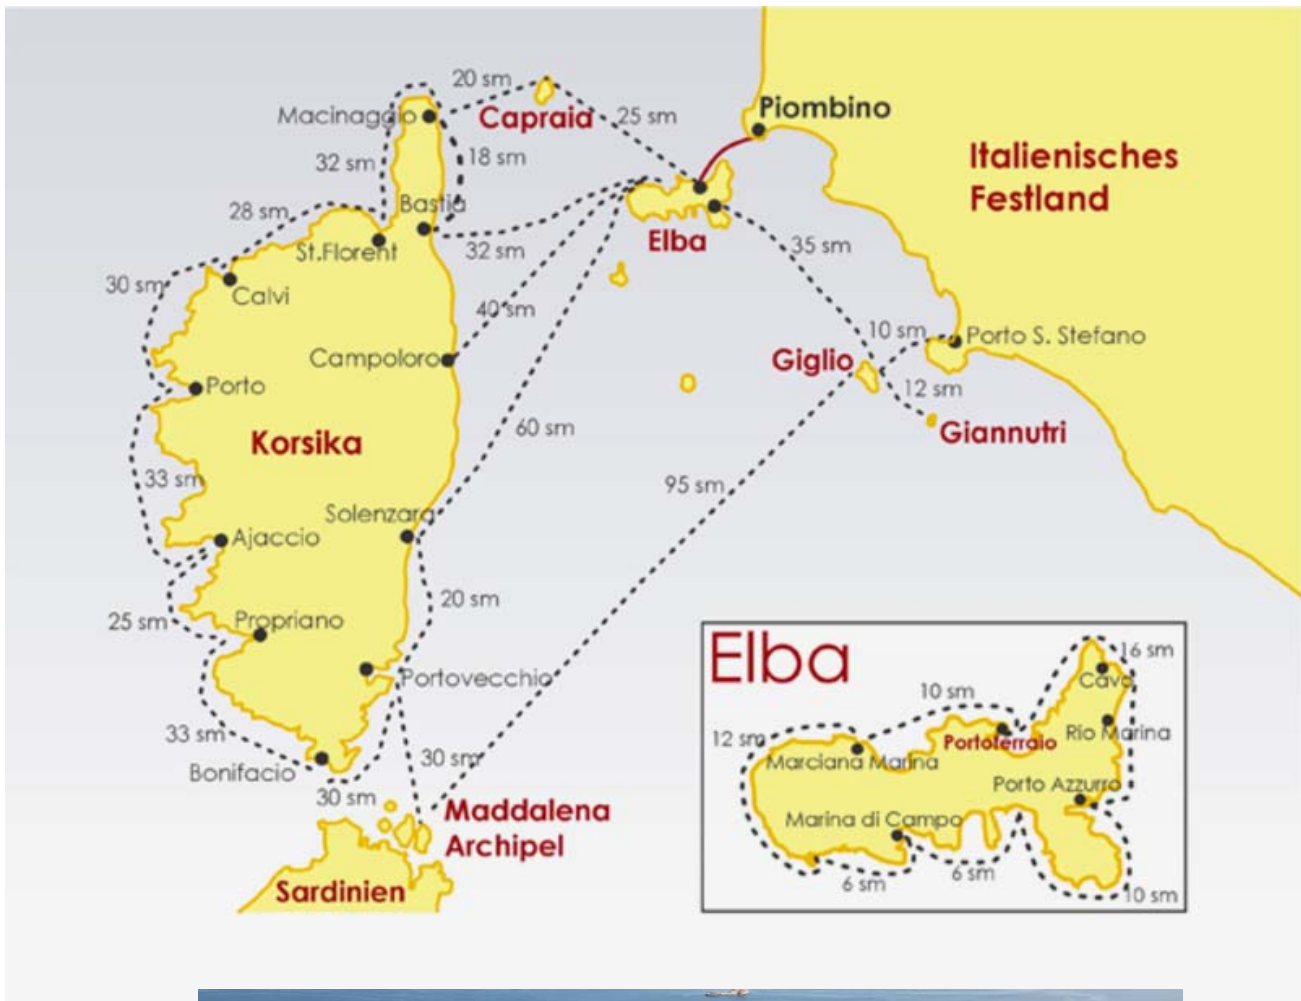 20 sm
Macinaggio
Capraia
25 sm
Piombino
32 sm
18 sm
Italienisches
Festland
28 sm
Bastia
St.Florent
32 sm
Elba
35 sm
30 sm
Calvi
40 sm
10 sm
Porto S. Stefano
Campoloro
Giglio
12 sm
Porto
Korsika
60 sm
Giannutri
33 sm
95 sm
Solenzara
Ajaccio
20 sm
25 sm
Propriano
Portovecchio
33 sm
Bonifacio
30 sm
30 sm
Maddalena
Archipel
Sardinien
Elba
16 sm
Cavo
10 sm
12 sm
Portoferraio
Rio Marina
Marciana Marina
Porto Azzurro
Marina di Campo
6 sm
6 sm
10 sm